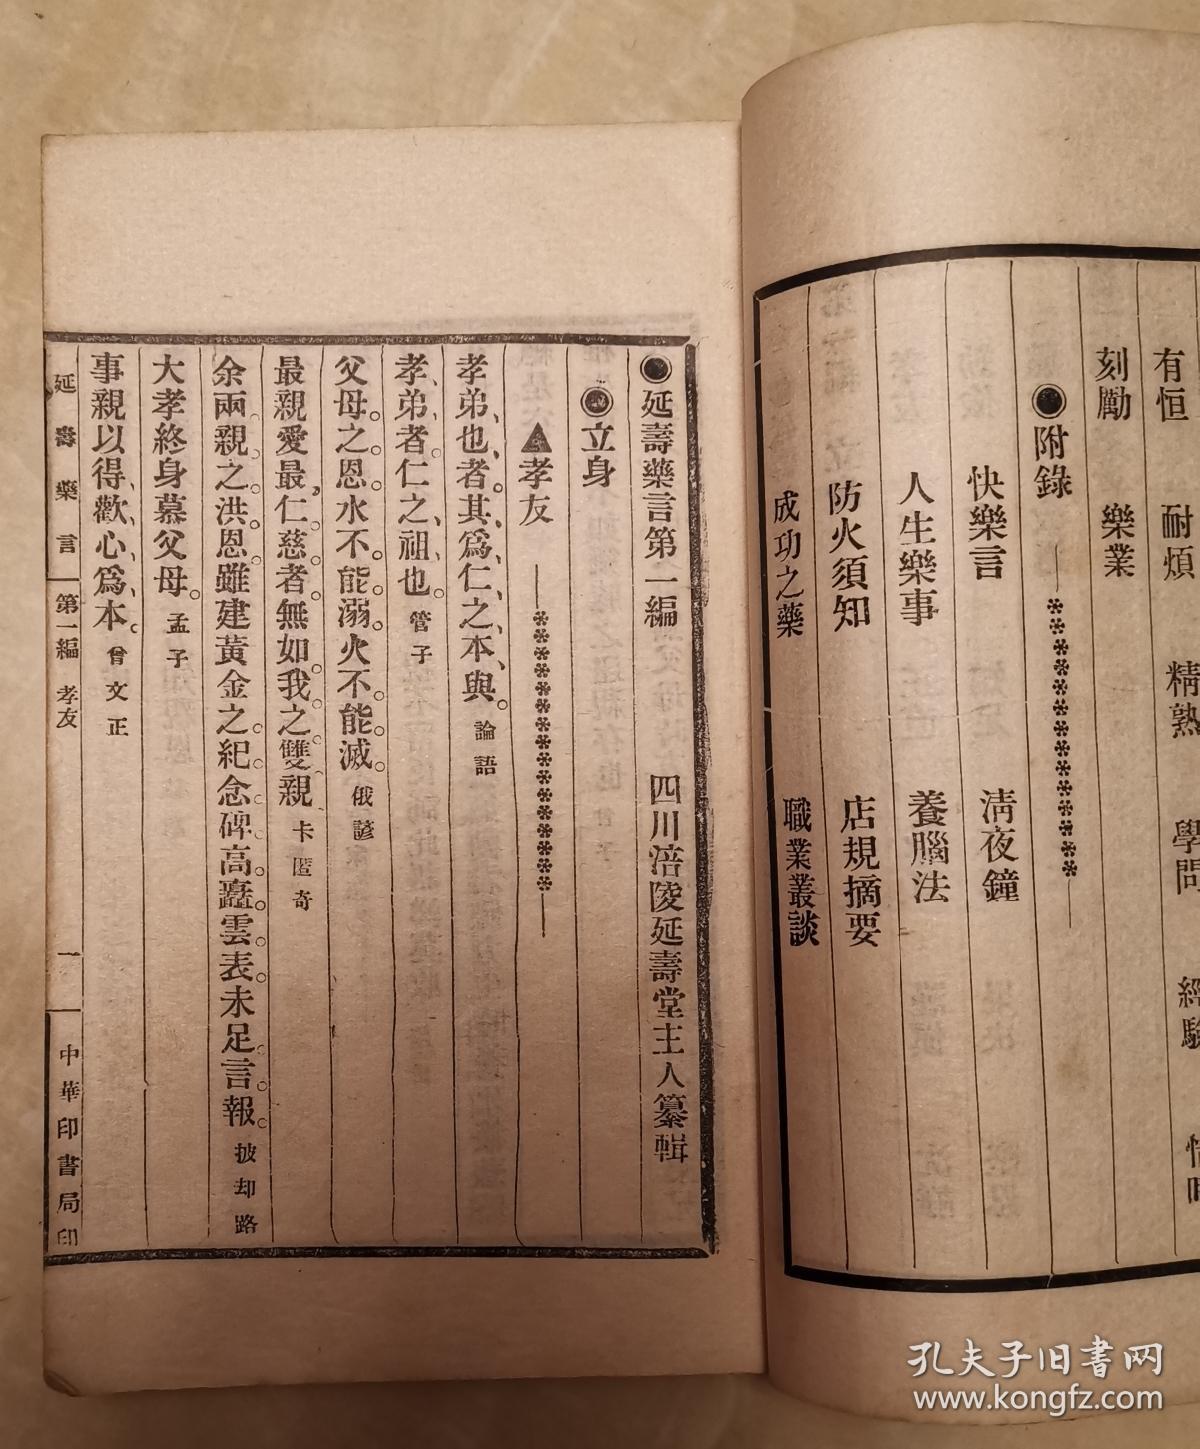 有恒　耐煩　精熟　學問　經驗
刻勵　樂業
●附錄
快樂言　淸夜鐘
人生樂事　養腦法
防火須知　店規摘要
成功之藥　職業叢談
●延壽藥言第一編　四川涪陵延壽堂主人纂輯
◎立身
▲孝友
孝弟、也、者。其、爲、仁、之、本、與。論語
孝、弟、者。仁、之、祖、也。管子
父母。之。恩。水不。能。溺。火不。能。滅。俄諺
最親愛最、仁。慈。者。無如。我。之。雙。親　卡匿奇
余兩。親。之。洪。恩。雖建黃金之。紀。念。碑。高。矗。雲。表。未足。言。報。披却路
大孝終身慕父母。孟子
事親以得、歡、心、爲、本。曾文正
延壽藥言　第一編　孝友　一　中華印書局印
孔夫子旧書网
www.kongfz.com